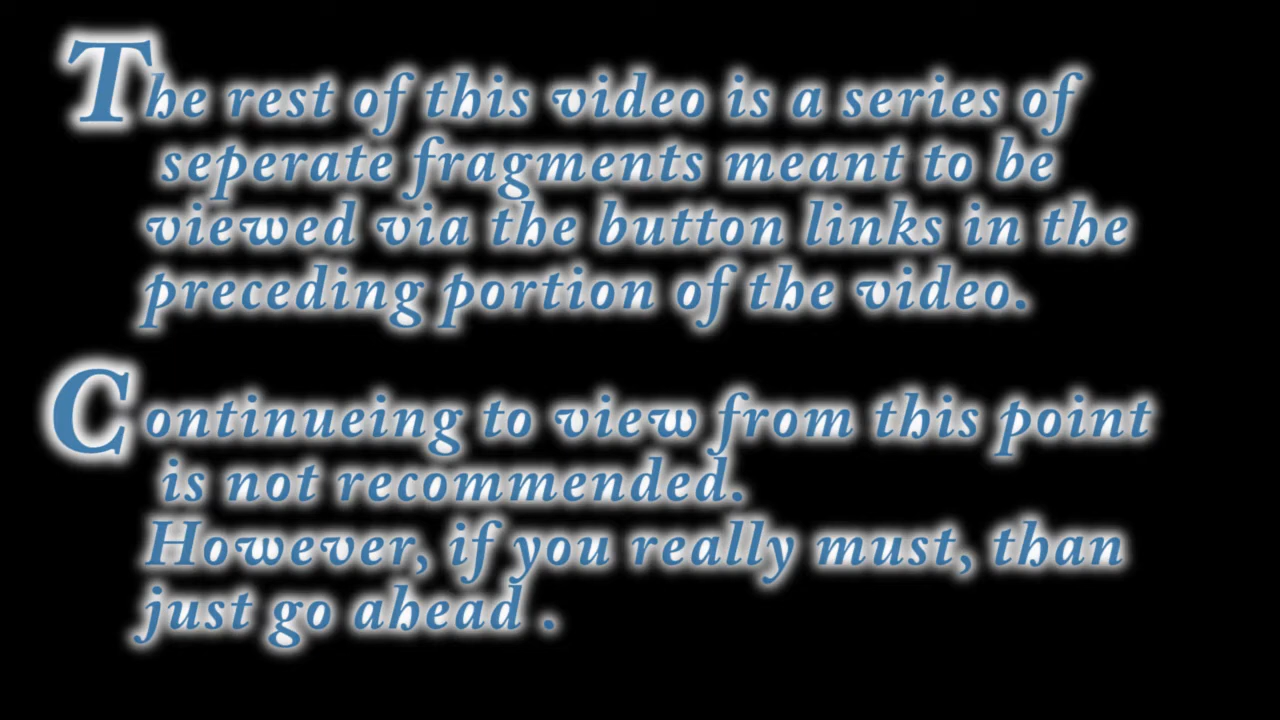 The rest of this video is a series of
seperate fragments meant to be
viewed via the button links in the
preceding portion of the video.
Continueing to view from this point
is not recommended.
However, if you really must, than
just go ahead .